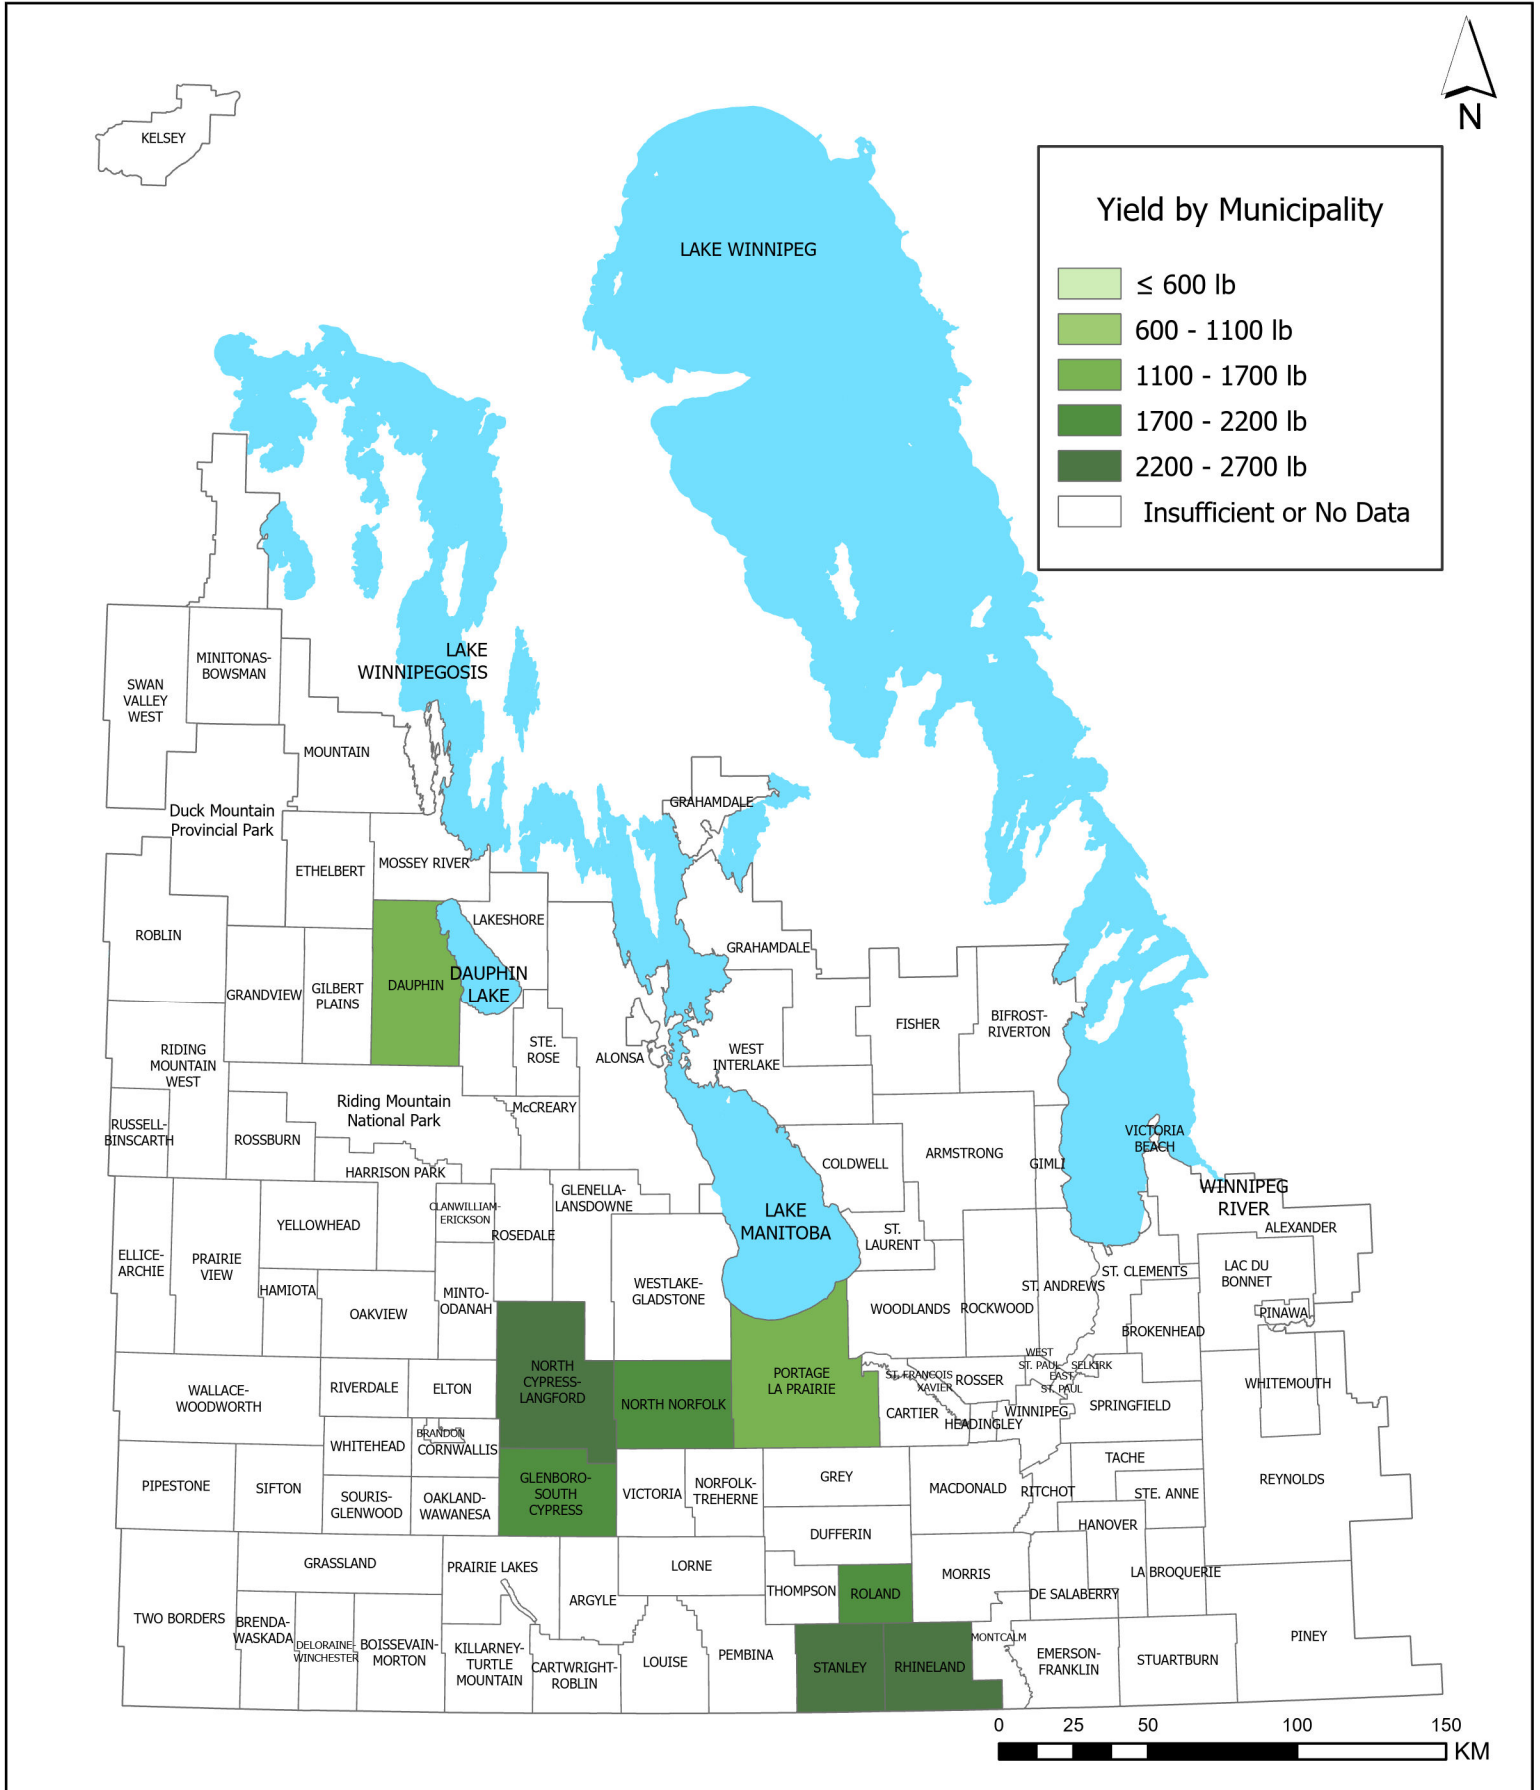 N
KELSEY
LAKE WINNIPEG
Yield by Municipality
≤ 600 lb
600 - 1100 lb
1100 - 1700 lb
1700 - 2200 lb
2200 - 2700 lb
Insufficient or No Data
LAKE
WINNIPEGOSIS
MINITONAS-
BOWSMAN
SWAN
VALLEY
WEST
MOUNTAIN
GRAHAMDALE
Duck Mountain
Provincial Park
ETHELBERT
MOSSEY RIVER
LAKESHORE
ROBLIN
GRAHAMDALE
DAUPHIN
LAKE
DAUPHIN
GRANDVIEW
GILBERT
PLAINS
FISHER
BIFROST-
RIVERTON
STE.
ROSE
ALONSA
WEST
INTERLAKE
RIDING
MOUNTAIN
WEST
Riding Mountain
National Park
McCREARY
RUSSELL-
BINSCARTH
ROSSBURN
VICTORIA
BEACH
ARMSTRONG
GIMLI
COLDWELL
HARRISON PARK
WINNIPEG
RIVER
ALEXANDER
GLENELLA-
LANSDOWNE
CLANWILLIAM-
ERICKSON
YELLOWHEAD
ROSEDALE
LAKE
MANITOBA
ST.
LAURENT
ELLICE-
ARCHIE
PRAIRIE
VIEW
HAMIOTA
MINTO-
ODANAH
OAKVIEW
WESTLAKE-
GLADSTONE
WOODLANDS
ROCKWOOD
ST. ANDREWS
ST. CLEMENTS
LAC DU
BONNET
PINAWA
BROKENHEAD
WALLACE-
WOODWORTH
RIVERDALE
ELTON
NORTH
CYPRESS-
LANGFORD
NORTH NORFOLK
PORTAGE
LA PRAIRIE
ST. FRANCOIS
XAVIER
ROSSER
WEST
ST. PAUL
SELKIRK
EAST
ST. PAUL
WHITEMOUTH
CARTIER
HEADINGLEY
WINNIPEG
SPRINGFIELD
WHITEHEAD
BRANDON
CORNWALLIS
PIPESTONE
SIFTON
SOURIS-
GLENWOOD
OAKLAND-
WAWANESA
GLENBORO-
SOUTH
CYPRESS
VICTORIA
NORFOLK-
TREHERNE
GREY
MACDONALD
RITCHOT
TACHE
STE. ANNE
REYNOLDS
HANOVER
DUFFERIN
GRASSLAND
PRAIRIE LAKES
LORNE
ARGYLE
THOMPSON
ROLAND
MORRIS
DE SALABERRY
LA BROQUERIE
TWO BORDERS
BRENDA-
WASKADA
DELORAINE-
WINCHESTER
BOISSEVAIN-
MORTON
KILLARNEY-
TURTLE
MOUNTAIN
CARTWRIGHT-
ROBLIN
LOUISE
PEMBINA
STANLEY
RHINELAND
MONTCALM
EMERSON-
FRANKLIN
STUARTBURN
PINEY
0 25 50 100 150
KM